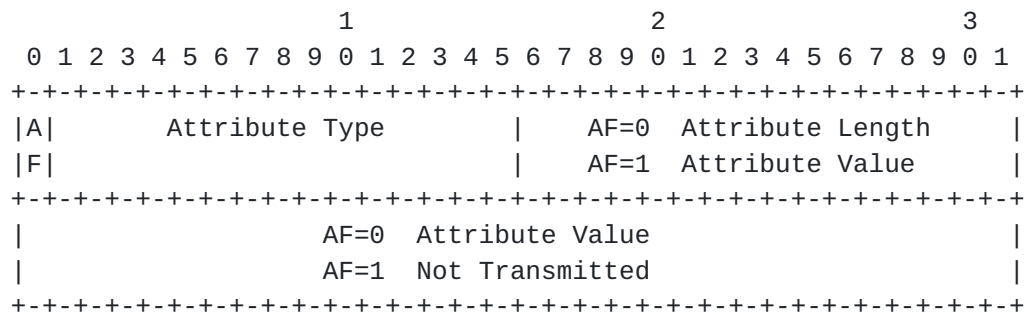 1                   2                   3
 0 1 2 3 4 5 6 7 8 9 0 1 2 3 4 5 6 7 8 9 0 1 2 3 4 5 6 7 8 9 0 1
+-+-+-+-+-+-+-+-+-+-+-+-+-+-+-+-+-+-+-+-+-+-+-+-+-+-+-+-+-+-+-+-+
|A|       Attribute Type        |    AF=0  Attribute Length     |
|F|                             |    AF=1  Attribute Value      |
+-+-+-+-+-+-+-+-+-+-+-+-+-+-+-+-+-+-+-+-+-+-+-+-+-+-+-+-+-+-+-+-+
|                   AF=0  Attribute Value                       |
|                   AF=1  Not Transmitted                       |
+-+-+-+-+-+-+-+-+-+-+-+-+-+-+-+-+-+-+-+-+-+-+-+-+-+-+-+-+-+-+-+-+